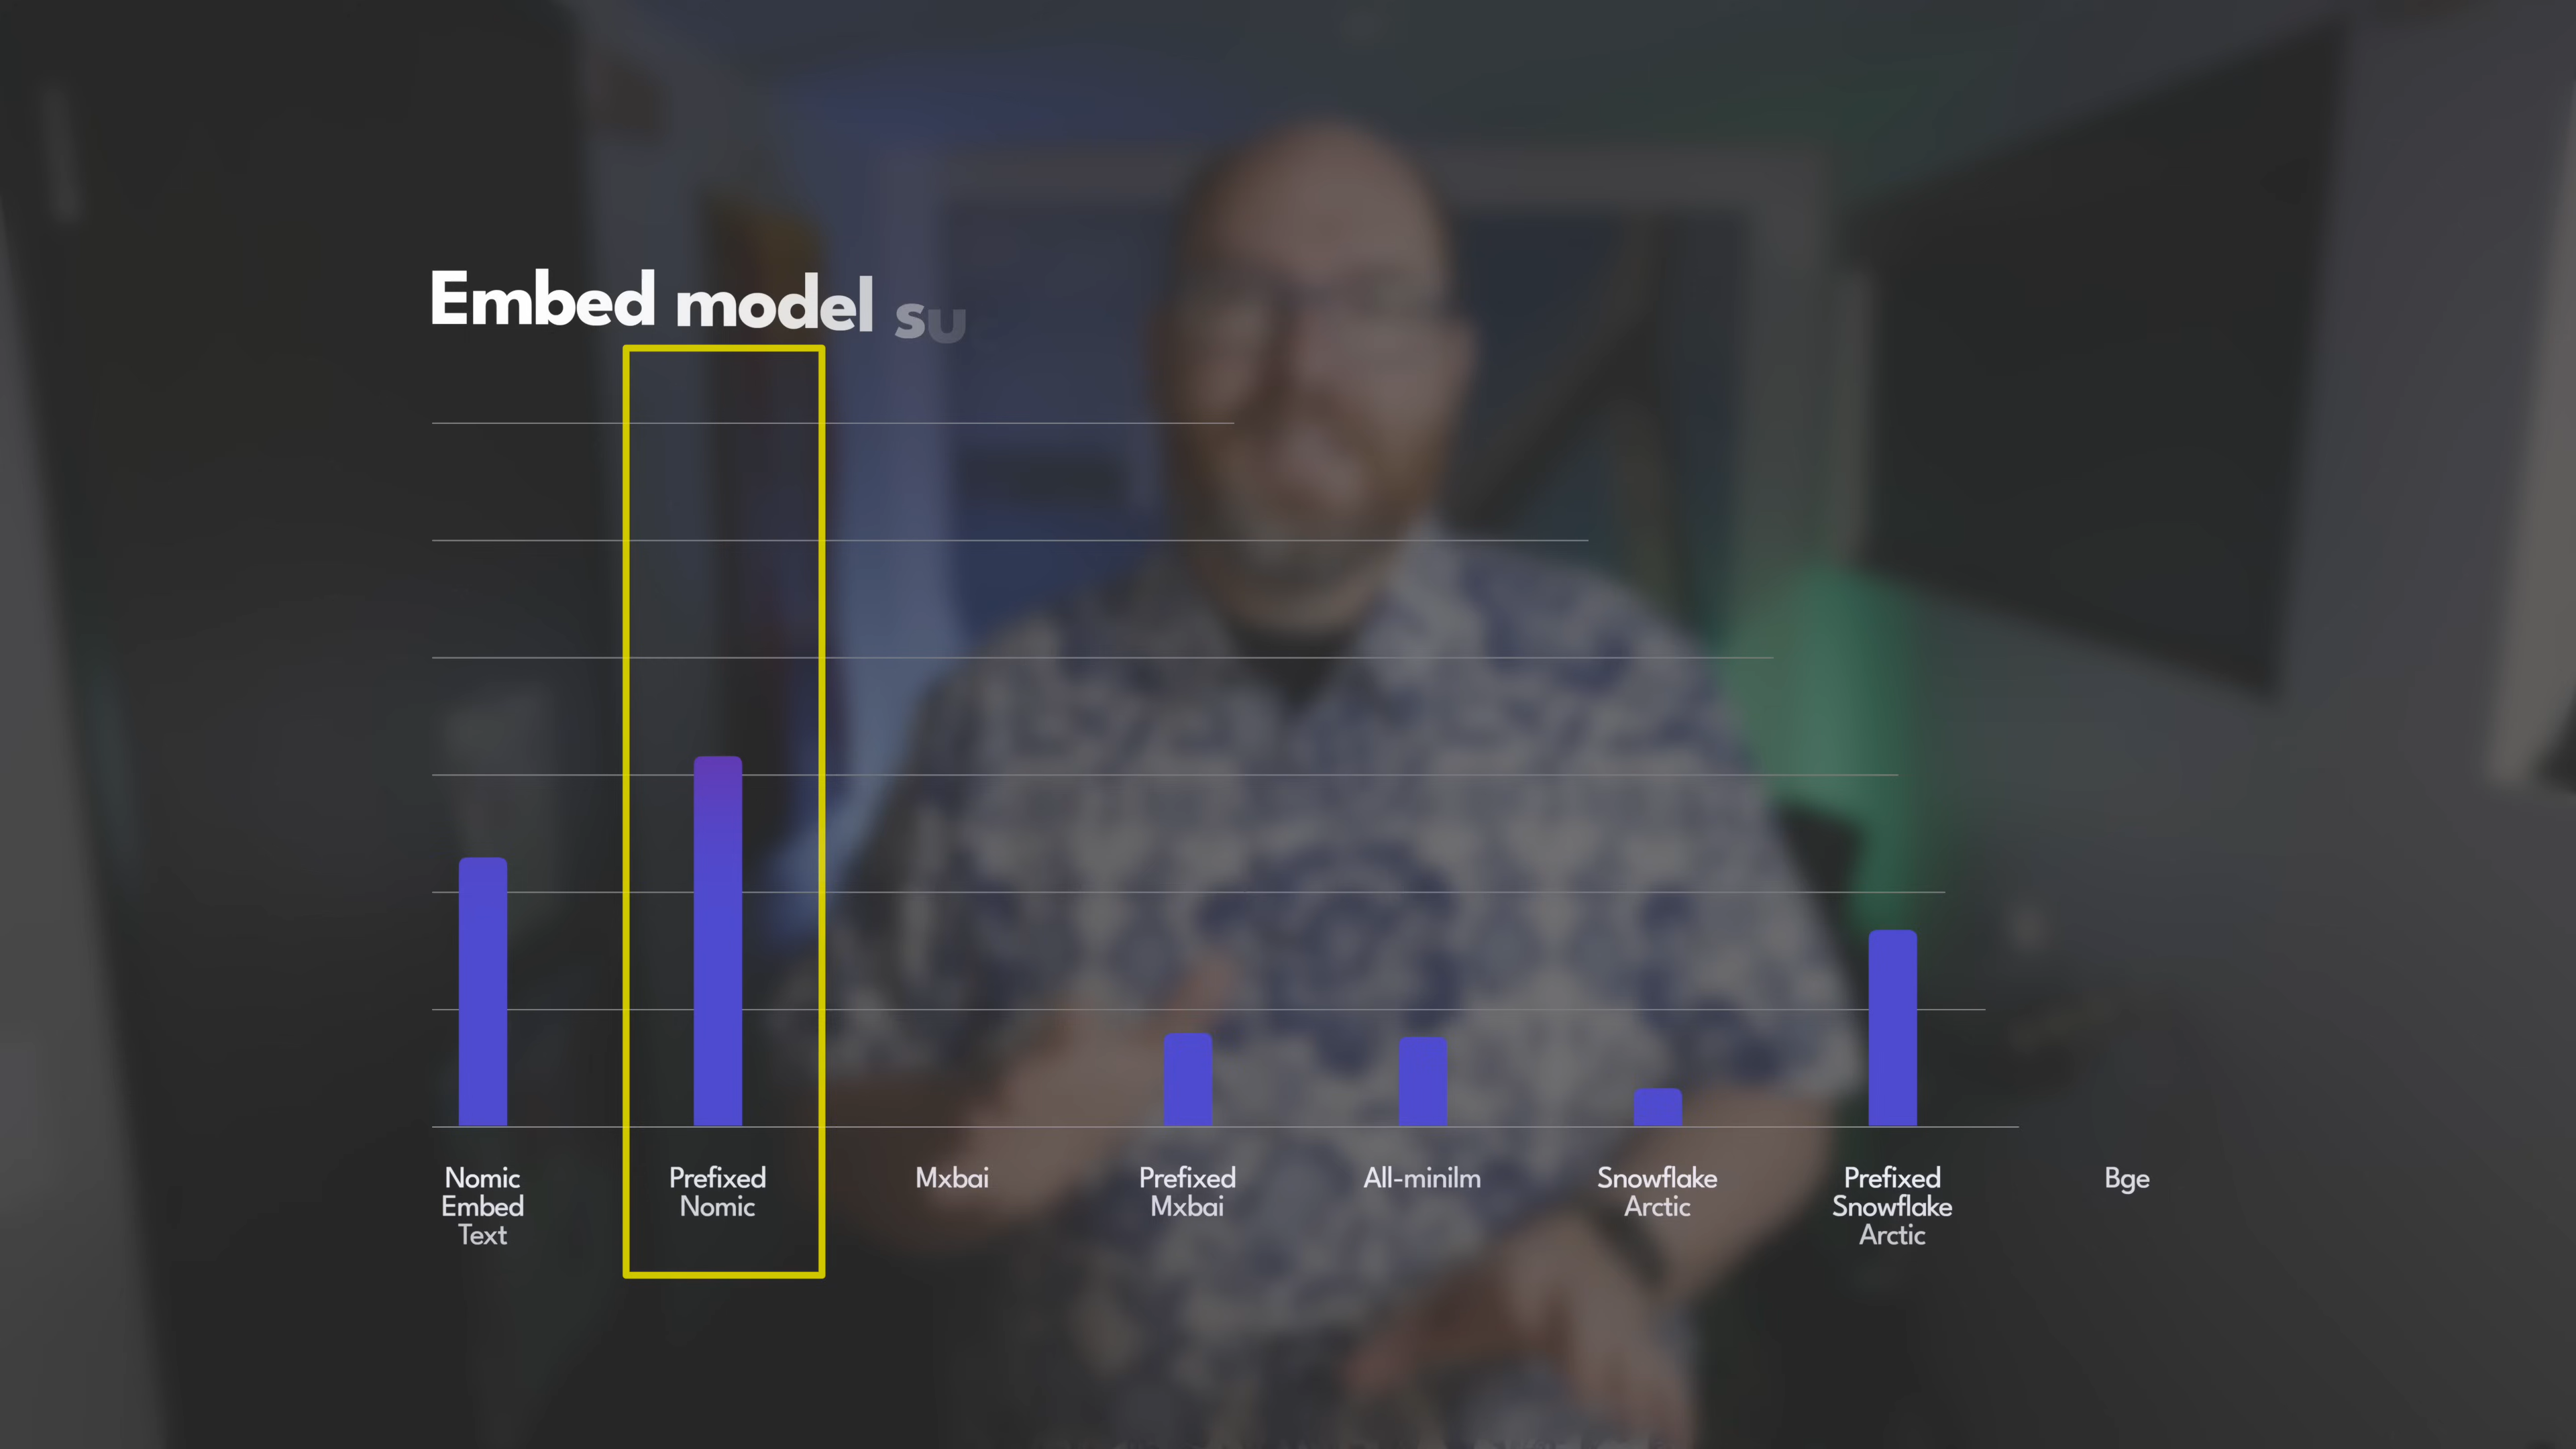 Embed model su
Nomic
Embed
Text
Prefixed
Nomic
Mxbai
Prefixed
Mxbai
All-minilm
Snowflake
Arctic
Prefixed
Snowflake
Arctic
Bge